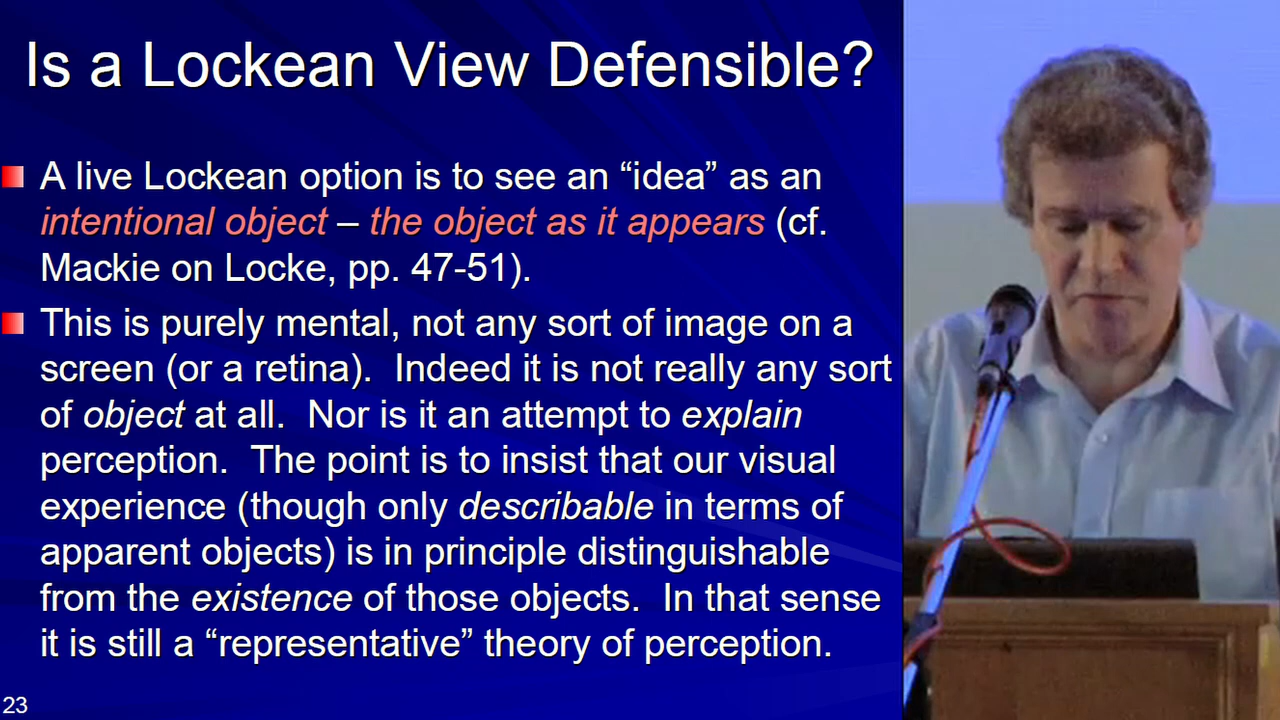 Is a Lockean View Defensible?
A live Lockean option is to see an “idea” as an
intentional object – the object as it appears (cf.
Mackie on Locke, pp. 47-51).
This is purely mental, not any sort of image on a
screen (or a retina).  Indeed it is not really any sort
of object at all.  Nor is it an attempt to explain
perception.  The point is to insist that our visual
experience (though only describable in terms of
apparent objects) is in principle distinguishable
from the existence of those objects.  In that sense
it is still a “representative” theory of perception.
23